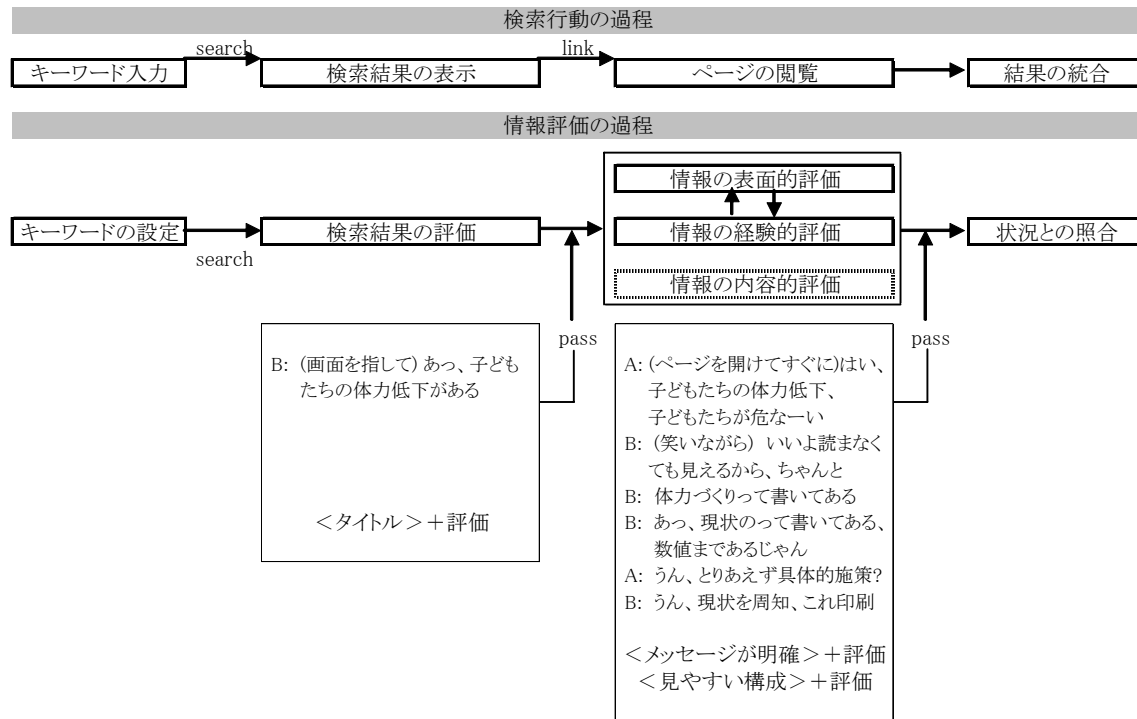 検索行動の過程
search
link
キーワード入力
検索結果の表示
ページの閲覧
結果の統合
情報評価の過程
情報の表面的評価
キーワードの設定
検索結果の評価
情報の経験的評価
状況との照合
search
情報の内容的評価
pass
pass
B: (画面を指して) あっ、子ども
たちの体力低下がある
＜タイトル＞＋評価
A: (ページを開けてすぐに)はい、
子どもたちの体力低下、
子どもたちが危なーい
B: (笑いながら) いいよ読まなく
ても見えるから、ちゃんと
B: 体力づくりって書いてある
B: あっ、現状のって書いてある、
数値まであるじゃん
A: うん、とりあえず具体的施策?
B: うん、現状を周知、これ印刷
＜メッセージが明確＞＋評価
＜見やすい構成＞＋評価